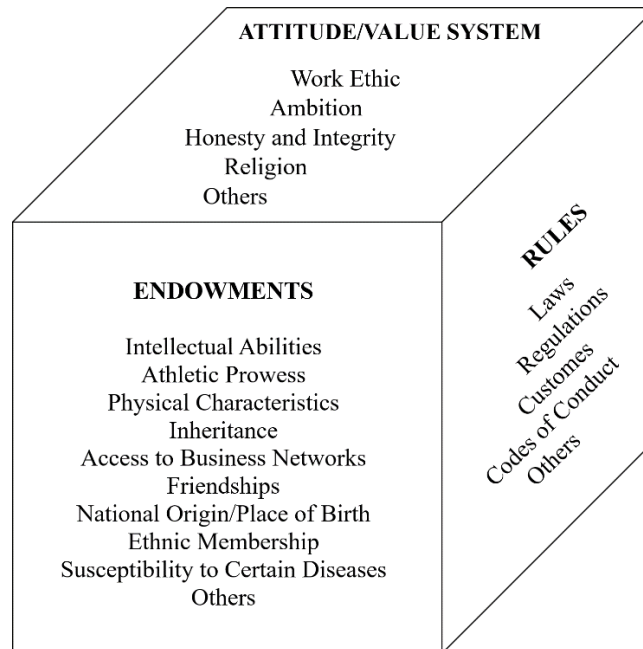 ATTITUDE/VALUE SYSTEM
Work Ethic
Ambition
Honesty and Integrity
Religion
Others
ENDOWMENTS
Intellectual Abilities
Athletic Prowess
Physical Characteristics
Inheritance
Access to Business Networks
Friendships
National Origin/Place of Birth
Ethnic Membership
Susceptibility to Certain Diseases
Others
RULES
Laws
Regulations
Customes
Codes of Conduct
Others